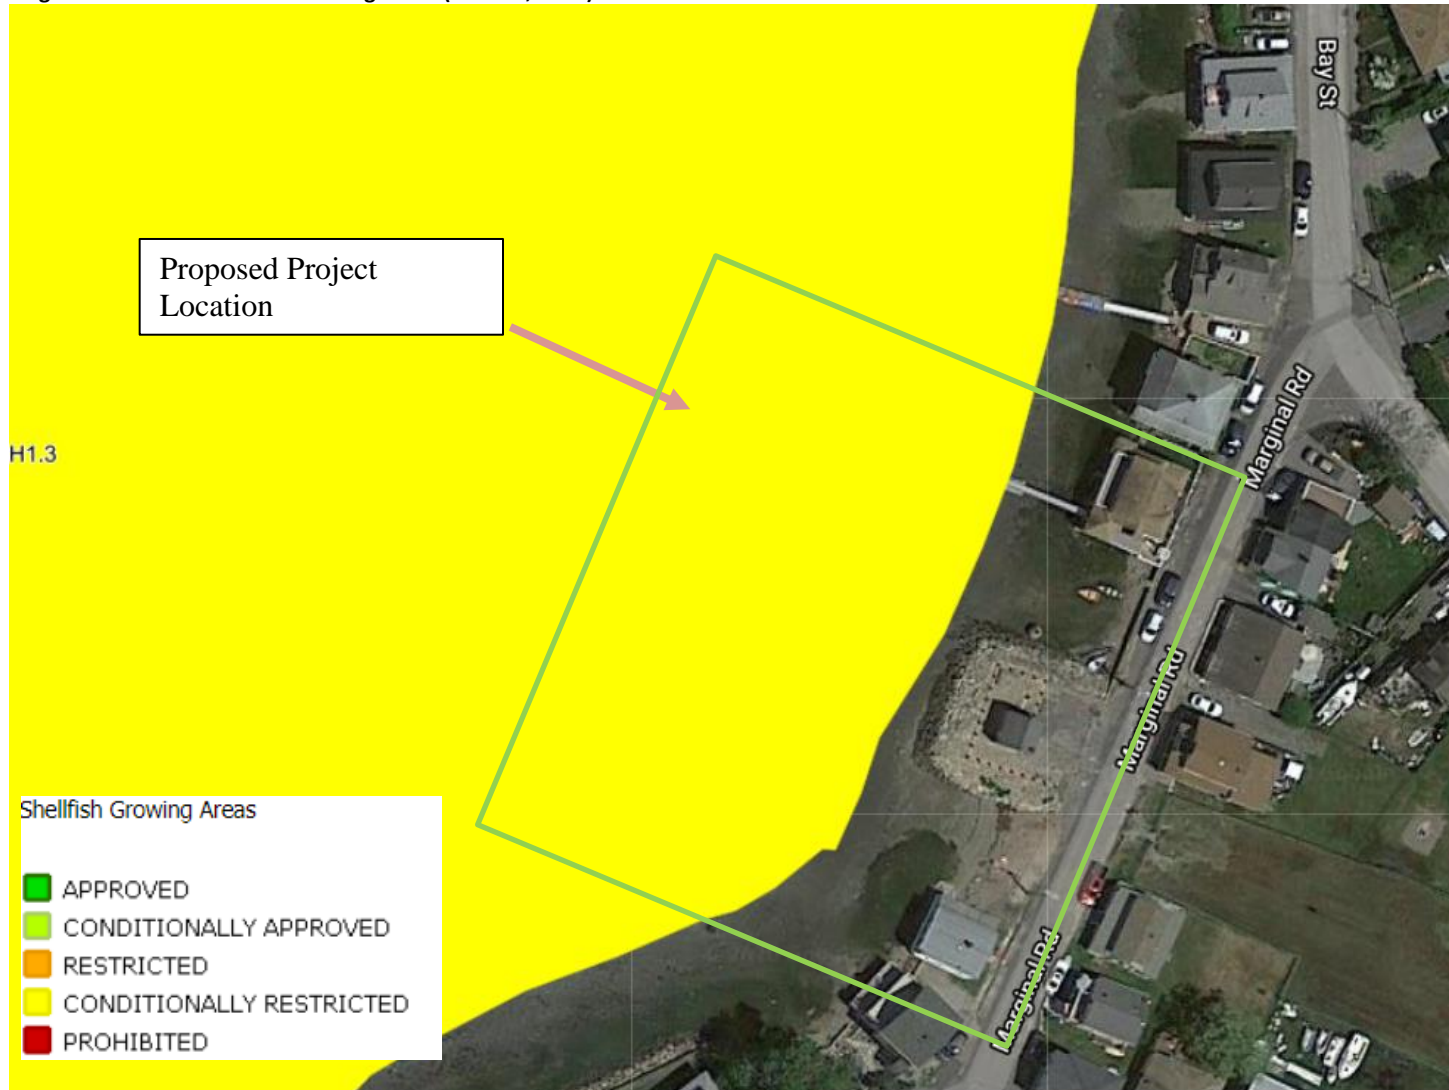 Bay St
Proposed Project
Location
Marginal Rd
H1.3
Marginal Rd
Shellfish Growing Areas
APPROVED
CONDITIONALLY APPROVED
RESTRICTED
CONDITIONALLY RESTRICTED
PROHIBITED
Marginal Rd